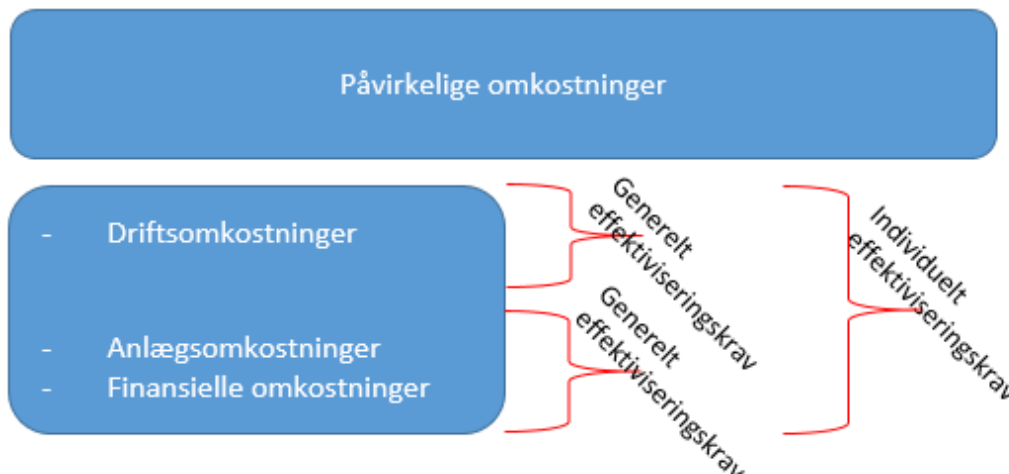 Påvirkelige omkostninger
- Driftsomkostninger
- Anlægsomkostninger
- Finansielle omkostninger
Generelt
effektiviseringskrav
Generelt
effektiviseringskrav
Individuelt
effektiviseringskrav